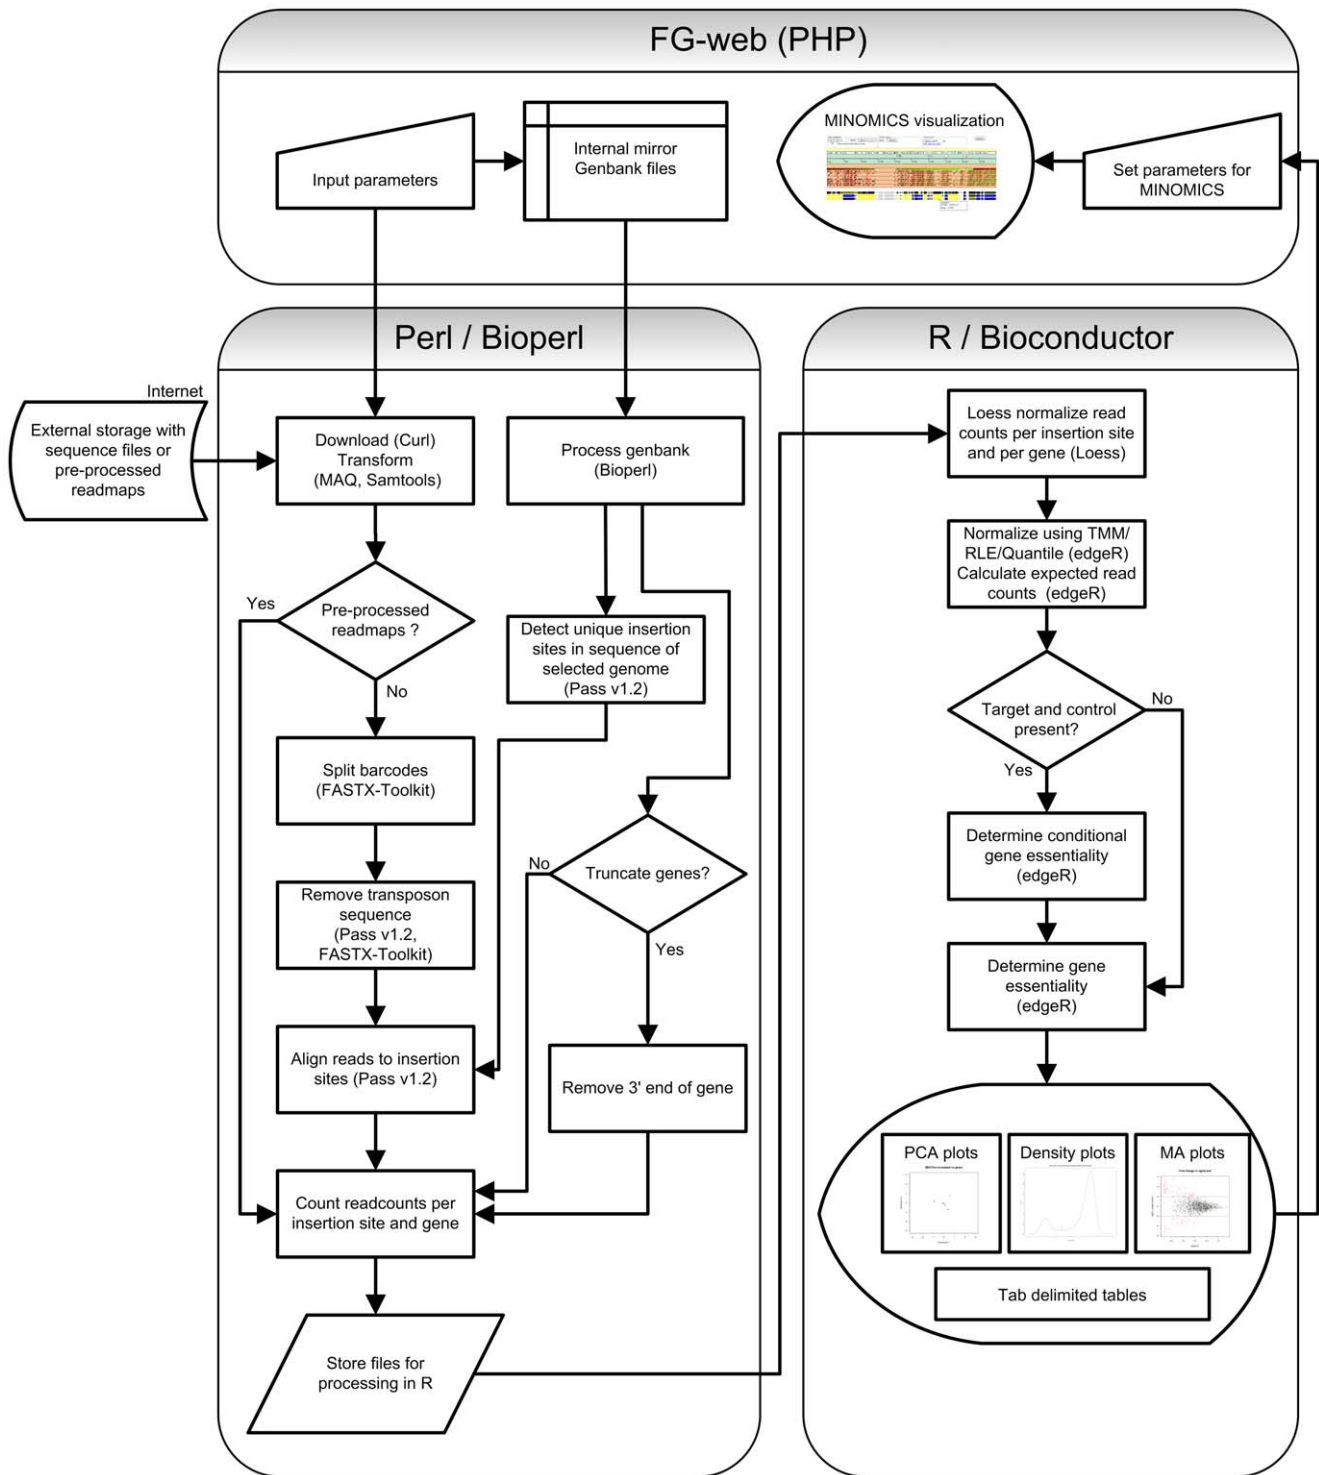 FG-web (PHP)
Input parameters
Internal mirror
Genbank files
MINOMICS visualization
Set parameters for
MINOMICS
Perl / Bioperl
Internet
External storage with
sequence files or
pre-processed
readmaps
Download (Curl)
Transform
(MAQ, Samtools)
Process genbank
(Bioperl)
Yes
Pre-processed
readmaps ?
No
Detect unique insertion
sites in sequence of
selected genome
(Pass v1.2)
Split barcodes
(FASTX-Toolkit)
No
Truncate genes?
Yes
Remove transposon
sequence
(Pass v1.2,
FASTX-Toolkit)
Align reads to insertion
sites (Pass v1.2)
Remove 3' end of gene
Count readcounts per
insertion site and gene
Store files for
processing in R
R / Bioconductor
Loess normalize read
counts per insertion site
and per gene (Loess)
Normalize using TMM/
RLE/Quantile (edgeR)
Calculate expected read
counts (edgeR)
Target and control
present?
No
Yes
Determine conditional
gene essentiality
(edgeR)
Determine gene
essentiality
(edgeR)
PCA plots
Density plots
MA plots
Tab delimited tables